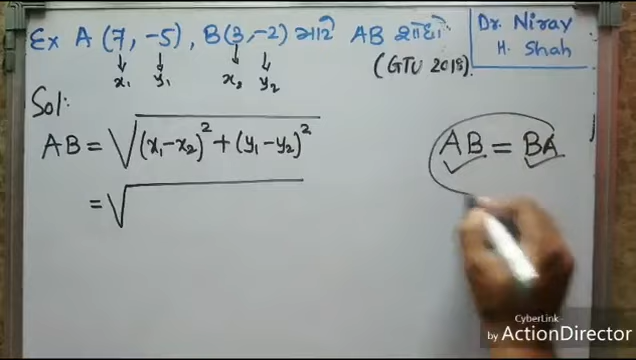 Ex A (7, -5), B(3, -2) માટે AB શોધો.
x₁ y₁ x₂ y₂
(GTU 2018)
Dr. Nirav
H. Shah
Sol:
AB = √(x₁-x₂)² + (y₁-y₂)²
= √
AB = BA
CyberLink
by ActionDirector